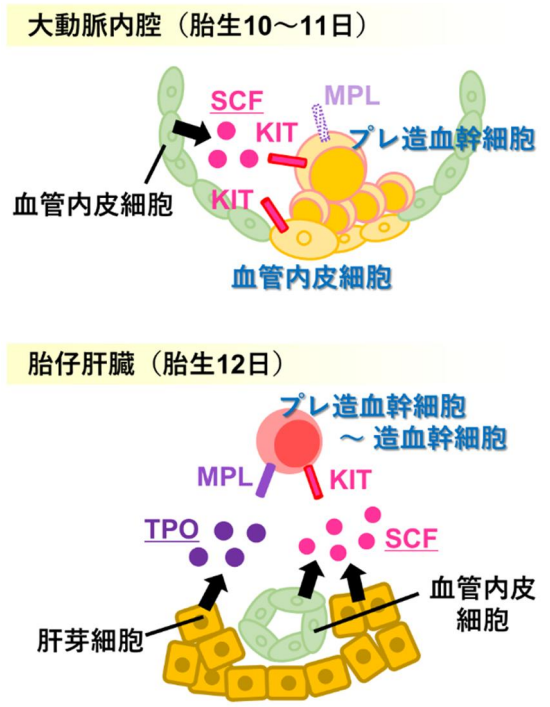 大動脈内腔（胎生10～11日）
SCF
MPL
KIT
プレ造血幹細胞
KIT
血管内皮細胞
血管内皮細胞
胎仔肝臓（胎生12日）
プレ造血幹細胞
～ 造血幹細胞
MPL
KIT
TPO
SCF
肝芽細胞
血管内皮
細胞